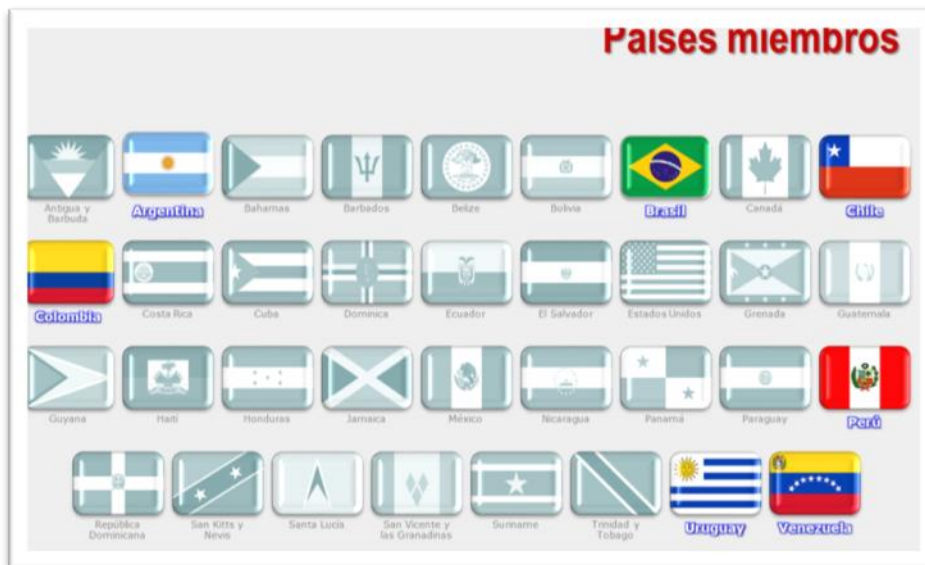 Países miembros
Antigua y
Barbuda
Argentina
Bahamas
Barbados
Belize
Bolivia
Brasil
Canadá
Chile
Colombia
Costa Rica
Cuba
Dominica
Ecuador
El Salvador
Estados Unidos
Grenada
Guatemala
Guyana
Haití
Honduras
Jamaica
México
Nicaragua
Panamá
Paraguay
Perú
República
Dominicana
San Kitts y
Nevis
Santa Lucía
San Vicente y
las Granadinas
Suriname
Trinidad y
Tobago
Uruguay
Venezuela